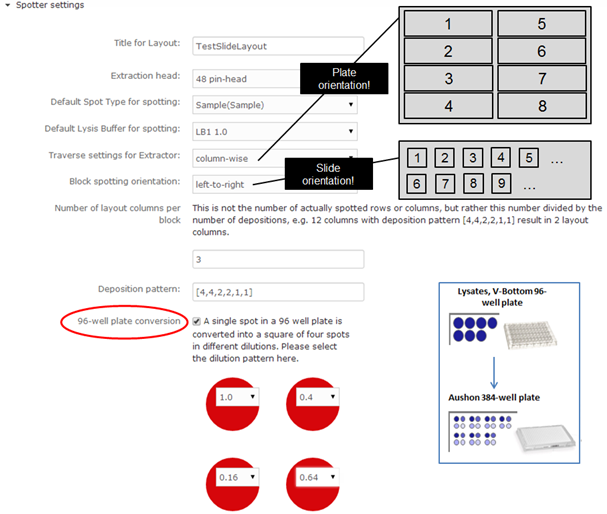 Spotter settings
Title for Layout:
TestSlideLayout
Extraction head:
48 pin-head
Default Spot Type for spotting:
Sample(Sample)
Default Lysis Buffer for spotting:
LB1 1.0
Traverse settings for Extractor:
column-wise
Block spotting orientation:
left-to-right
Number of layout columns per
block
This is not the number of actually spotted rows or columns, but rather this number divided by the
number of depositions, e.g. 12 columns with deposition pattern [4,4,2,2,1,1] result in 2 layout
columns.
3
Deposition pattern:
[4,4,2,2,1,1]
96-well plate conversion
A single spot in a 96 well plate is
converted into a square of four spots
in different dilutions. Please select
the dilution pattern here.
1.0
0.4
0.16
0.64
Plate
orientation!
1 5
2 6
3 7
4 8
Slide
orientation!
1 2 3 4 5 ...
6 7 8 9 ...
Lysates, V-Bottom 96-
well plate
Aushon 384-well plate